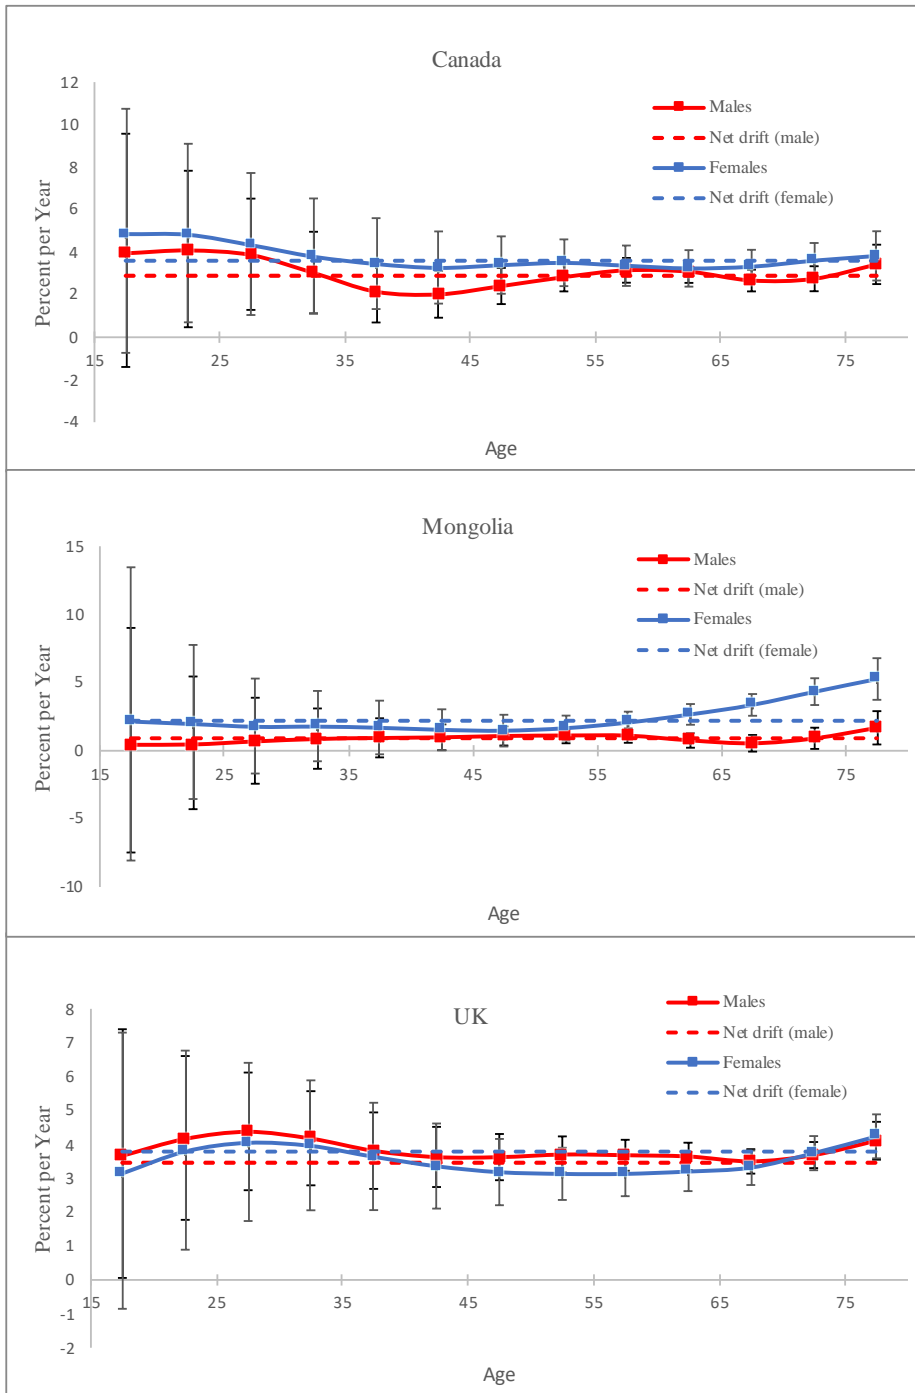 Canada
12
10
8
6
4
2
0
-2
-4
Percent per Year
15 25 35 45 55 65 75
Age
Males
Net drift (male)
Females
Net drift (female)
Mongolia
15
10
5
0
-5
-10
Percent per Year
15 25 35 45 55 65 75
Age
Males
Net drift (male)
Females
Net drift (female)
UK
8
7
6
5
4
3
2
1
0
-1
-2
Percent per Year
15 25 35 45 55 65 75
Age
Males
Net drift (male)
Females
Net drift (female)